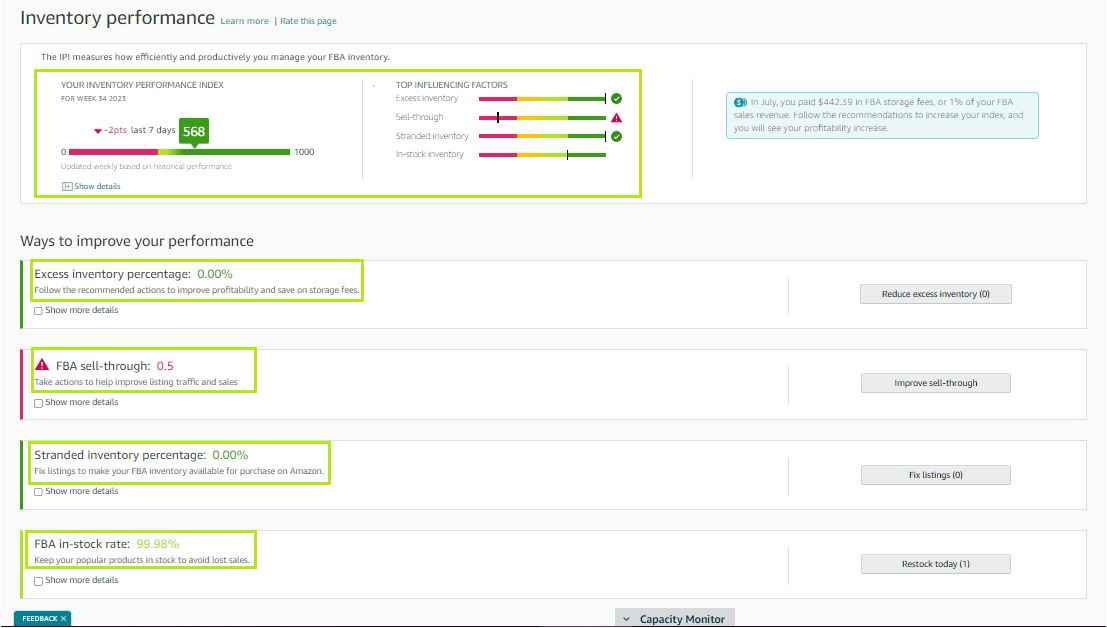 Inventory performance Learn more | Rate this page
The IPI measures how efficiently and productively you manage your FBA inventory.
YOUR INVENTORY PERFORMANCE INDEX
FOR WEEK 34 2023
-2pts last 7 days 568
0 1000
Updated weekly based on historical performance
Show details
TOP INFLUENCING FACTORS
Excess inventory
Sell-through
Stranded inventory
In-stock inventory
In July, you paid $442.39 in FBA storage fees, or 1% of your FBA
sales revenue. Follow the recommendations to increase your index, and
you will see your profitability increase.
Ways to improve your performance
Excess inventory percentage: 0.00%
Follow the recommended actions to improve profitability and save on storage fees.
Show more details
Reduce excess inventory (0)
FBA sell-through: 0.5
Take actions to help improve listing traffic and sales
Show more details
Improve sell-through
Stranded inventory percentage: 0.00%
Fix listings to make your FBA inventory available for purchase on Amazon.
Show more details
Fix listings (0)
FBA in-stock rate: 99.98%
Keep your popular products in stock to avoid lost sales.
Show more details
Restock today (1)
FEEDBACK
Capacity Monitor